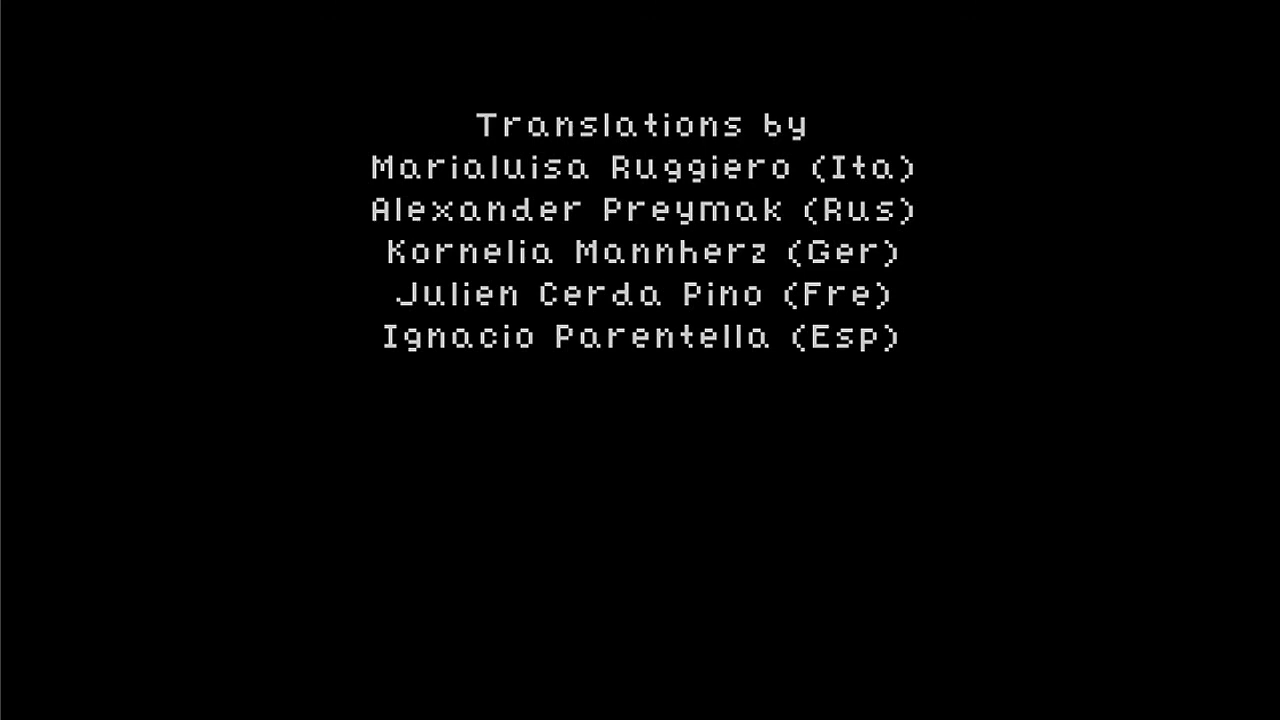 Translations by
Marialuisa Ruggiero (Ita)
Alexander Preymak (Rus)
Kornelia Mannherz (Ger)
Julien Cerda Pino (Fre)
Ignacio Parentella (Esp)